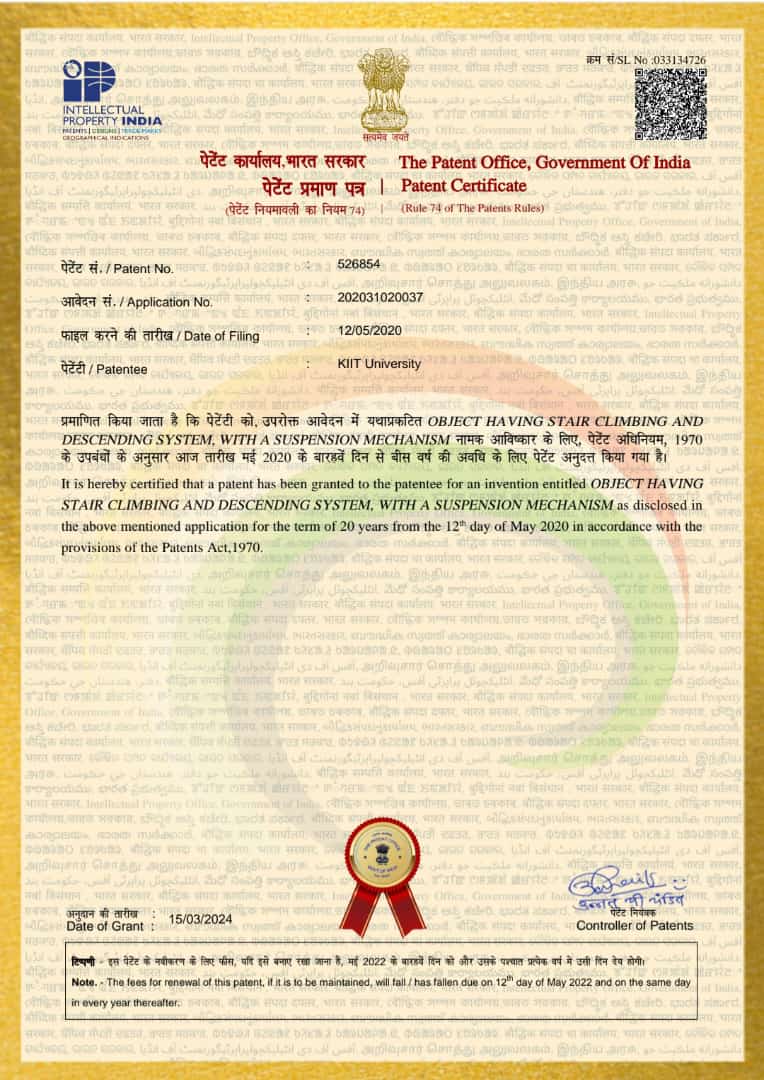 क्रम सं/SL No :033134726
INTELLECTUAL
PROPERTY INDIA
PATENTS | DESIGNS | TRADE MARKS
GEOGRAPHICAL INDICATIONS
सत्यमेव जयते
पेटेंट कार्यालय,भारत सरकार
The Patent Office, Government Of India
पेटेंट प्रमाण पत्र | Patent Certificate
(पेटेंट नियमावली का नियम 74) | (Rule 74 of The Patents Rules)
पेटेंट सं. / Patent No. : 526854
आवेदन सं. / Application No. : 202031020037
फाइल करने की तारीख / Date of Filing : 12/05/2020
पेटेंटी / Patentee : KIIT University
प्रमाणित किया जाता है कि पेटेंटी को, उपरोक्त आवेदन में यथाप्रकटित OBJECT HAVING STAIR CLIMBING AND
DESCENDING SYSTEM, WITH A SUSPENSION MECHANISM नामक आविष्कार के लिए, पेटेंट अधिनियम, 1970
के उपबंधों के अनुसार आज तारीख मई 2020 के बारहवें दिन से बीस वर्ष की अवधि के लिए पेटेंट अनुदत्त किया गया है।
It is hereby certified that a patent has been granted to the patentee for an invention entitled OBJECT HAVING
STAIR CLIMBING AND DESCENDING SYSTEM, WITH A SUSPENSION MECHANISM as disclosed in
the above mentioned application for the term of 20 years from the 12th day of May 2020 in accordance with the
provisions of the Patents Act,1970.
अनुदान की तारीख :
Date of Grant : 15/03/2024
पेटेंट नियंत्रक
Controller of Patents
टिप्पणी - इस पेटेंट के नवीकरण के लिए फीस, यदि इसे बनाए रखा जाना है, मई 2022 के बारहवें दिन को और उसके पश्चात प्रत्येक वर्ष मे उसी दिन देय होगी।
Note. - The fees for renewal of this patent, if it is to be maintained, will fall / has fallen due on 12th day of May 2022 and on the same day
in every year thereafter.